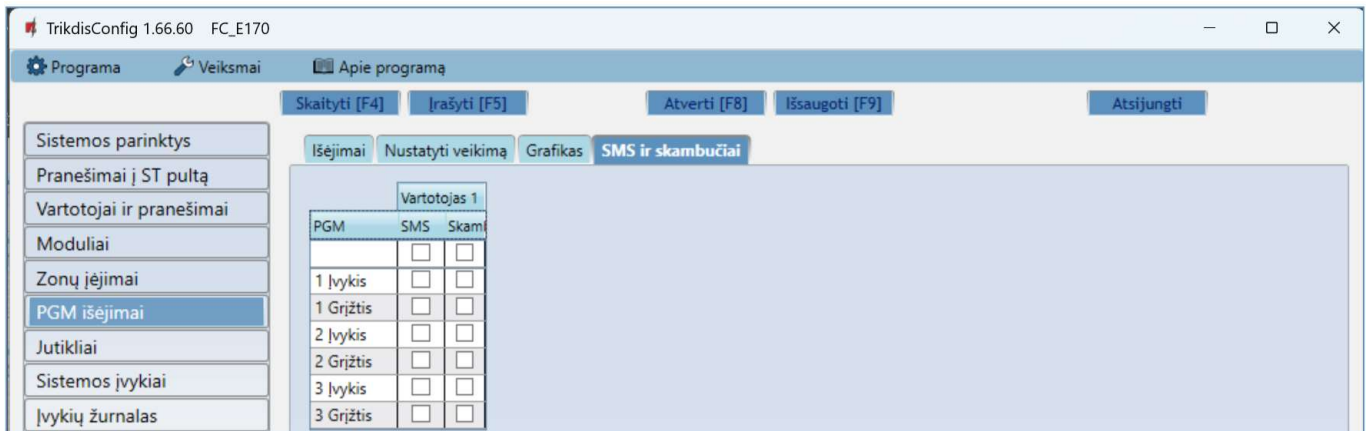 TrikdisConfig 1.66.60 FC_E170
Programa Veiksmai Apie programą
Skaityti [F4] Įrašyti [F5] Atverti [F8] Išsaugoti [F9] Atsijungti
Sistemos parinktys
Pranešimai į ST pultą
Vartotojai ir pranešimai
Moduliai
Zonų įėjimai
PGM išėjimai
Jutikliai
Sistemos įvykiai
Įvykių žurnalas
Išėjimai Nustatyti veikimą Grafikas SMS ir skambučiai
Vartotojas 1
PGM SMS Skaml
1 Įvykis
1 Grįžtis
2 Įvykis
2 Grįžtis
3 Įvykis
3 Grįžtis